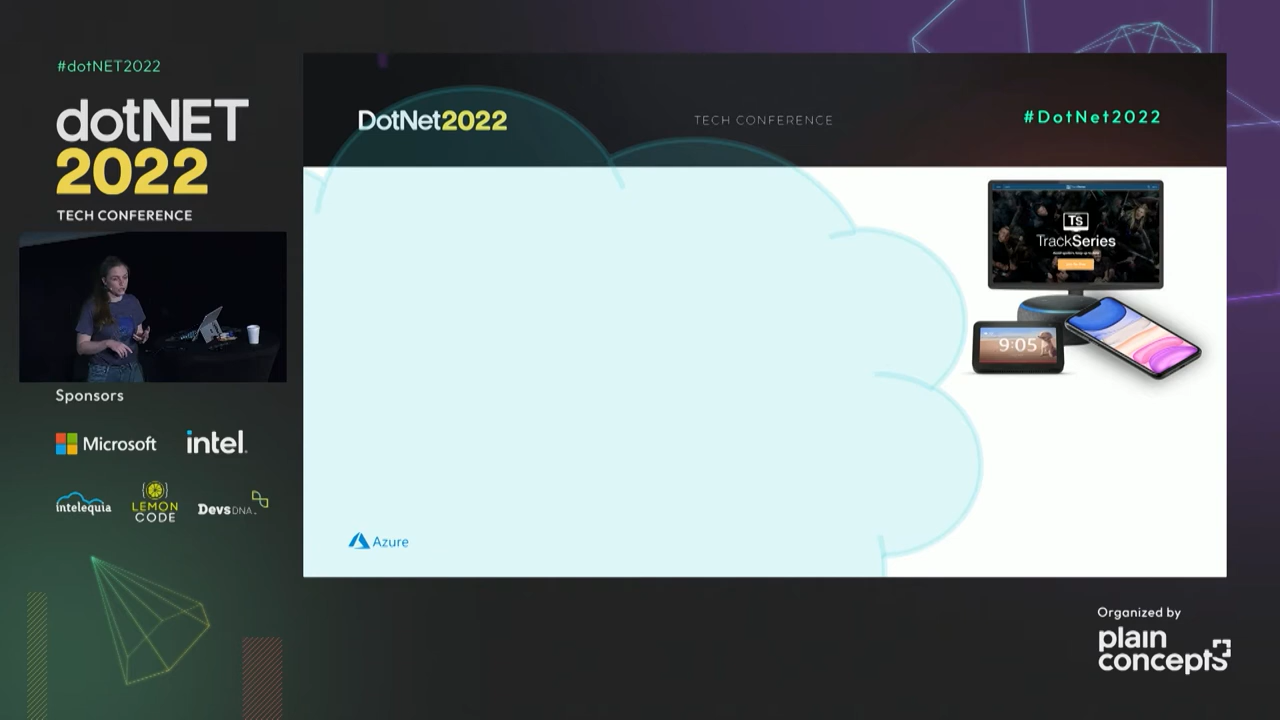 #dotNET2022
dotNET
2022
TECH CONFERENCE
Sponsors
Microsoft
intel.
intelequia
LEMON
CODE
DevsDNA.
DotNet2022
TECH CONFERENCE
#DotNet2022
TS
TrackSeries
9:05
Azure
Organized by
plain
concepts